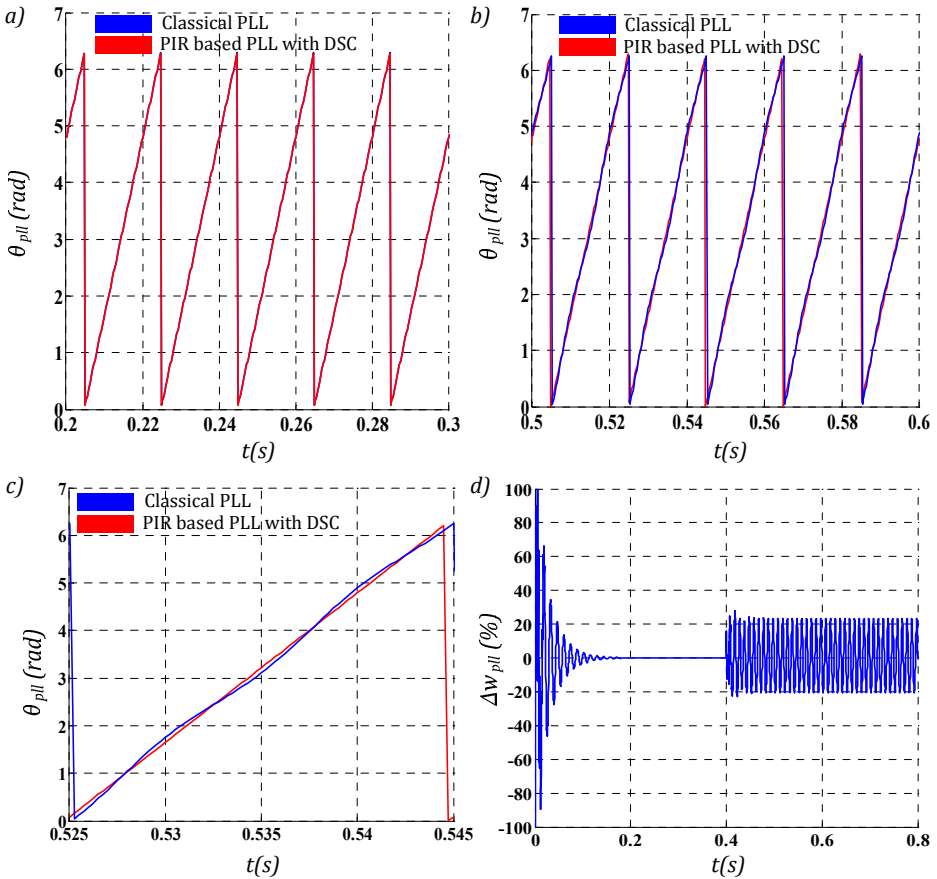 a)
Classical PLL
PIR based PLL with DSC
7
6
5
4
3
2
1
0
θ pll (rad)
0.2 0.22 0.24 0.26 0.28 0.3
t(s)
b)
Classical PLL
PIR based PLL with DSC
7
6
5
4
3
2
1
0
θ pll (rad)
0.5 0.52 0.54 0.56 0.58 0.6
t(s)
c)
Classical PLL
PIR based PLL with DSC
7
6
5
4
3
2
1
0
θ pll (rad)
0.525 0.53 0.535 0.54 0.545
t(s)
d)
100
80
60
40
20
0
-20
-40
-60
-80
-100
Δw pll (%)
0 0.2 0.4 0.6 0.8
t(s)